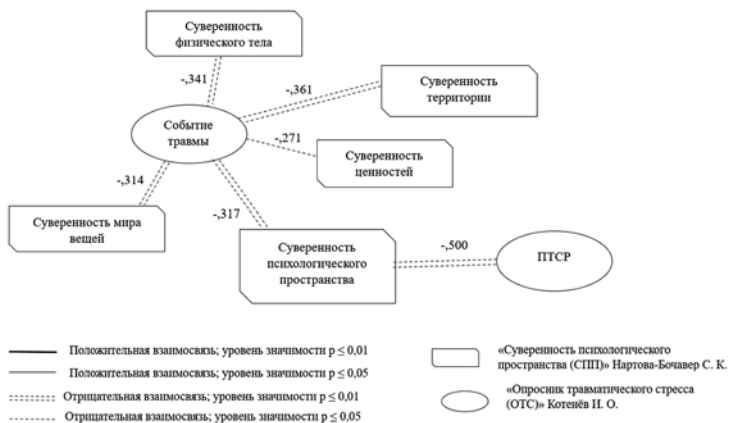 Суверенность
физического тела
-,341
-,361
Суверенность
территории
Событие
травмы
-,271
Суверенность
ценностей
-,314
-,317
Суверенность мира
вещей
Суверенность
психологического
пространства
-,500
ПТСР
Положительная взаимосвязь; уровень значимости p ≤ 0,01
Положительная взаимосвязь; уровень значимости p ≤ 0,05
Отрицательная взаимосвязь; уровень значимости p ≤ 0,01
Отрицательная взаимосвязь; уровень значимости p ≤ 0,05
«Суверенность психологического
пространства (СПП)» Нартова-Бочавер С. К.
«Опросник травматического стресса
(ОТС)» Котенёв И. О.